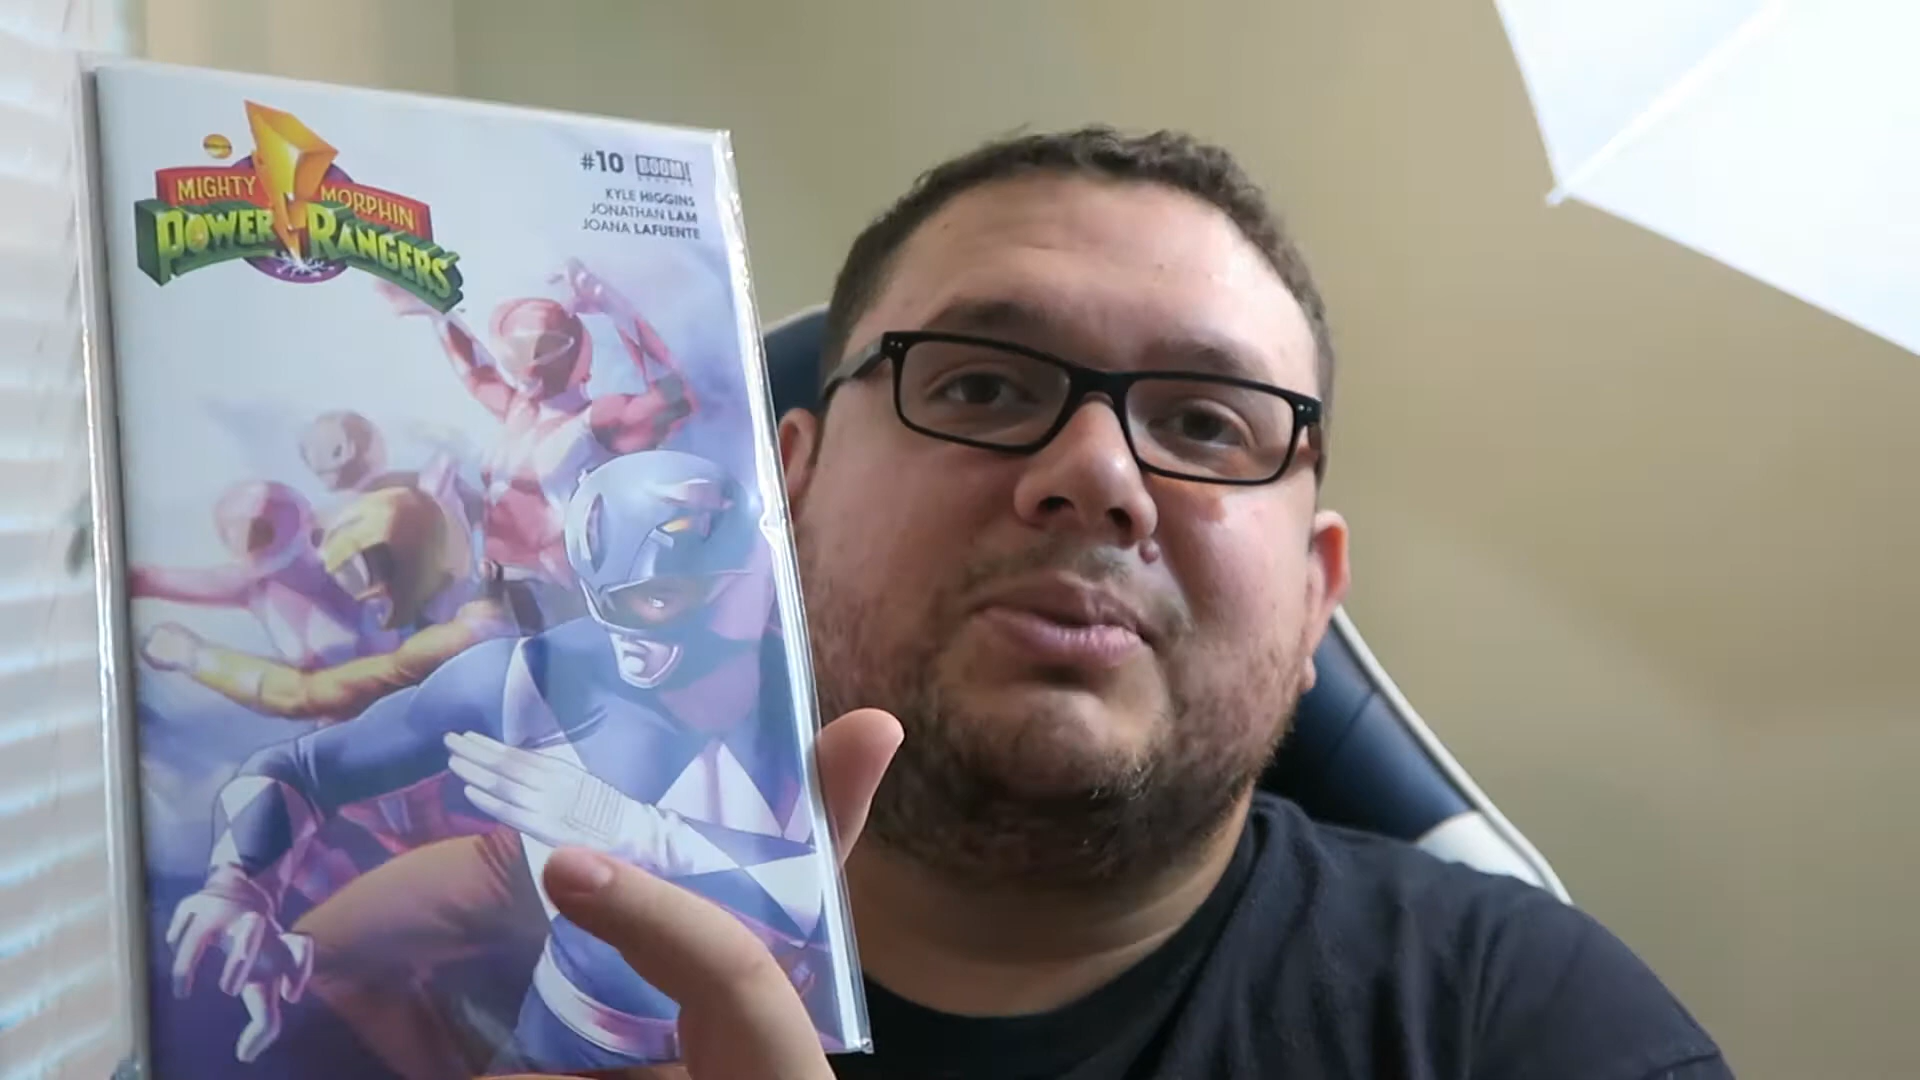 MIGHTY MORPHIN
POWER RANGERS
#10 BOOM!
KYLE HIGGINS
JONATHAN LAM
JOANA LAFUENTE